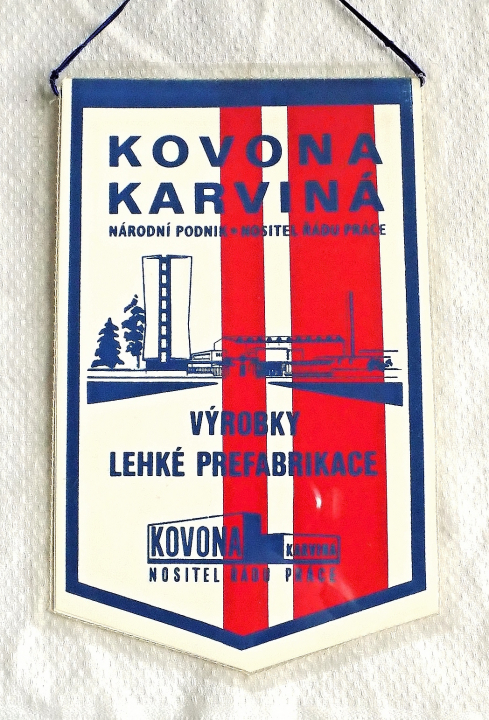 KOVONA
KARVINÁ
NÁRODNÍ PODNIK • NOSITEL ŘÁDU PRÁCE
VÝROBKY
LEHKÉ PREFABRIKACE
KOVONA KARVINÁ
NOSITEL ŘÁDU PRÁCE